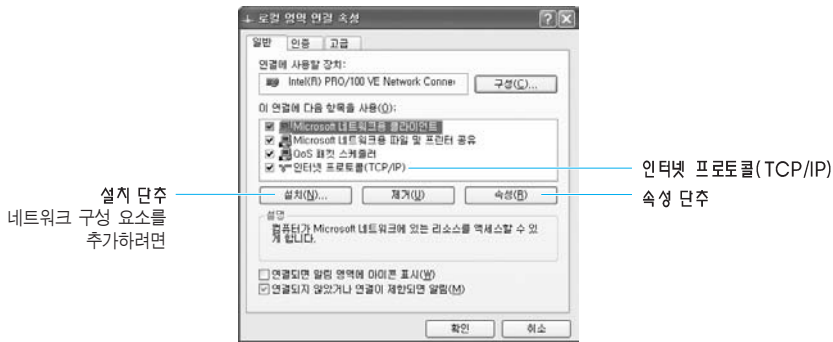 로컬 영역 연결 속성
일반 인증 고급
연결에 사용할 장치:
Intel(R) PRO/100 VE Network Conne
구성(C)...
이 연결에 다음 항목을 사용(O):
Microsoft 네트워크용 클라이언트
Microsoft 네트워크용 파일 및 프린터 공유
QoS 패킷 스케줄러
인터넷 프로토콜(TCP/IP)
인터넷 프로토콜(TCP/IP)
설치(N)... 제거(U) 속성(R)
속성 단추
설치 단추
네트워크 구성 요소를
추가하려면
설명
컴퓨터가 Microsoft 네트워크에 있는 리소스를 액세스할 수 있
게 합니다.
연결되면 알림 영역에 아이콘 표시(W)
연결되지 않았거나 연결이 제한되면 알림(M)
확인 취소